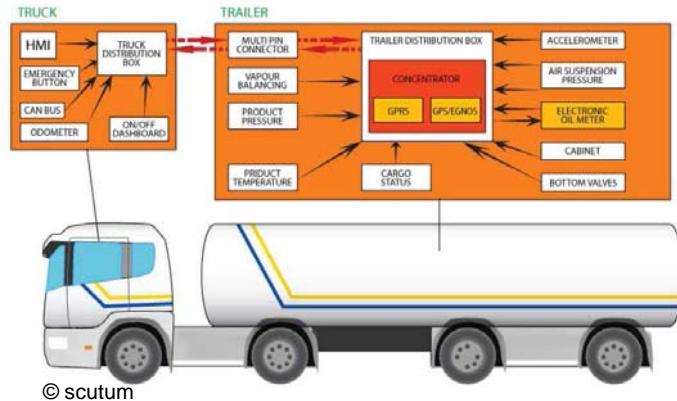 TRUCK
HMI
EMERGENCY
BUTTON
CAN BUS
ODOMETER
TRUCK
DISTRIBUTION
BOX
ON/OFF
DASHBOARD
TRAILER
MULTI PIN
CONNECTOR
VAPOUR
BALANCING
PRODUCT
PRESSURE
PRIDUCT
TEMPERATURE
TRAILER DISTRIBUTION BOX
CONCENTRATOR
GPRS
GPS/EGNOS
CARGO
STATUS
ACCELEROMETER
AIR SUSPENSION
PRESSURE
ELECTRONIC
OIL METER
CABINET
BOTTOM VALVES
© scutum